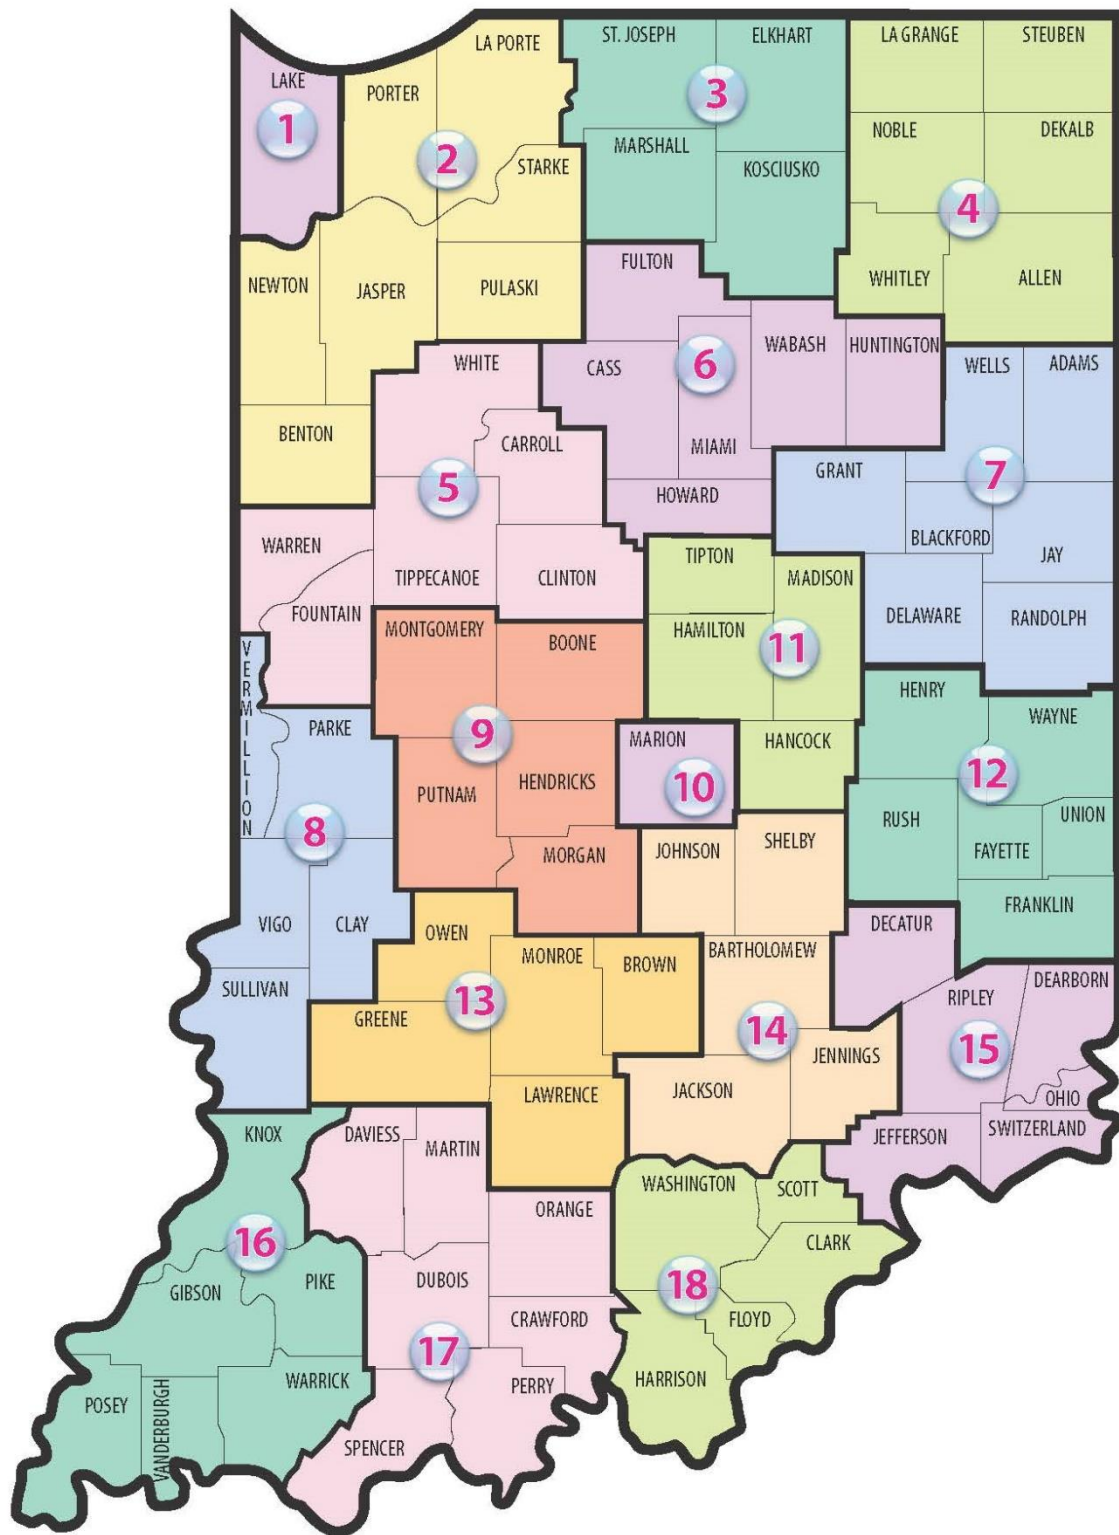 LA PORTE
ST. JOSEPH
ELKHART
LA GRANGE
STEUBEN
LAKE
PORTER
1
2
3
NOBLE
DEKALB
MARSHALL
STARKE
KOSCIUSKO
4
FULTON
WHITLEY
ALLEN
NEWTON
JASPER
PULASKI
WHITE
CASS
6
WABASH
HUNTINGTON
WELLS
ADAMS
BENTON
CARROLL
MIAMI
5
GRANT
7
HOWARD
WARREN
BLACKFORD
TIPPECANOE
CLINTON
TIPTON
MADISON
JAY
FOUNTAIN
MONTGOMERY
BOONE
HAMILTON
11
DELAWARE
RANDOLPH
VERMILLION
HENRY
WAYNE
PARKE
9
MARION
HANCOCK
12
PUTNAM
HENDRICKS
10
8
RUSH
UNION
JOHNSON
SHELBY
FAYETTE
MORGAN
VIGO
CLAY
FRANKLIN
OWEN
DECATUR
MONROE
BROWN
BARTHOLOMEW
SULLIVAN
13
DEARBORN
RIPLEY
GREENE
14
JENNINGS
15
LAWRENCE
JACKSON
OHIO
KNOX
DAVIESS
MARTIN
JEFFERSON
SWITZERLAND
WASHINGTON
SCOTT
ORANGE
16
CLARK
GIBSON
PIKE
DUBOIS
18
CRAWFORD
FLOYD
17
POSEY
VANDERBURGH
WARRICK
PERRY
HARRISON
SPENCER